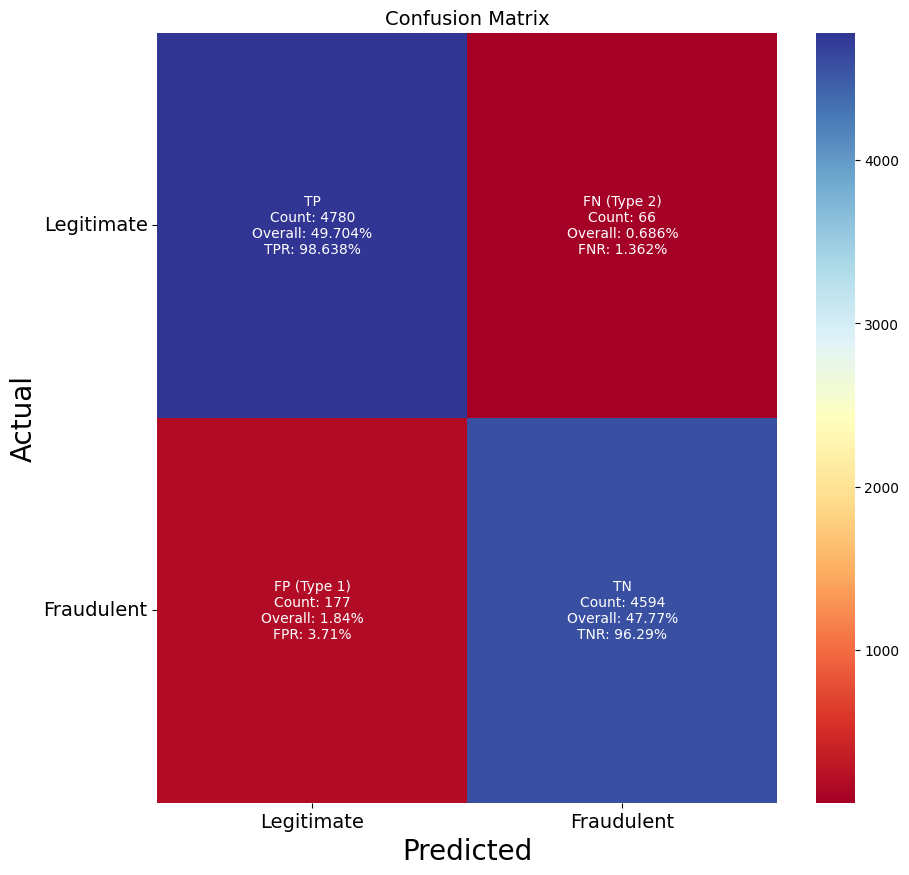 Confusion Matrix
Actual
Legitimate
Fraudulent
TP
Count: 4780
Overall: 49.704%
TPR: 98.638%
FN (Type 2)
Count: 66
Overall: 0.686%
FNR: 1.362%
FP (Type 1)
Count: 177
Overall: 1.84%
FPR: 3.71%
TN
Count: 4594
Overall: 47.77%
TNR: 96.29%
Legitimate
Fraudulent
Predicted
4000
3000
2000
1000